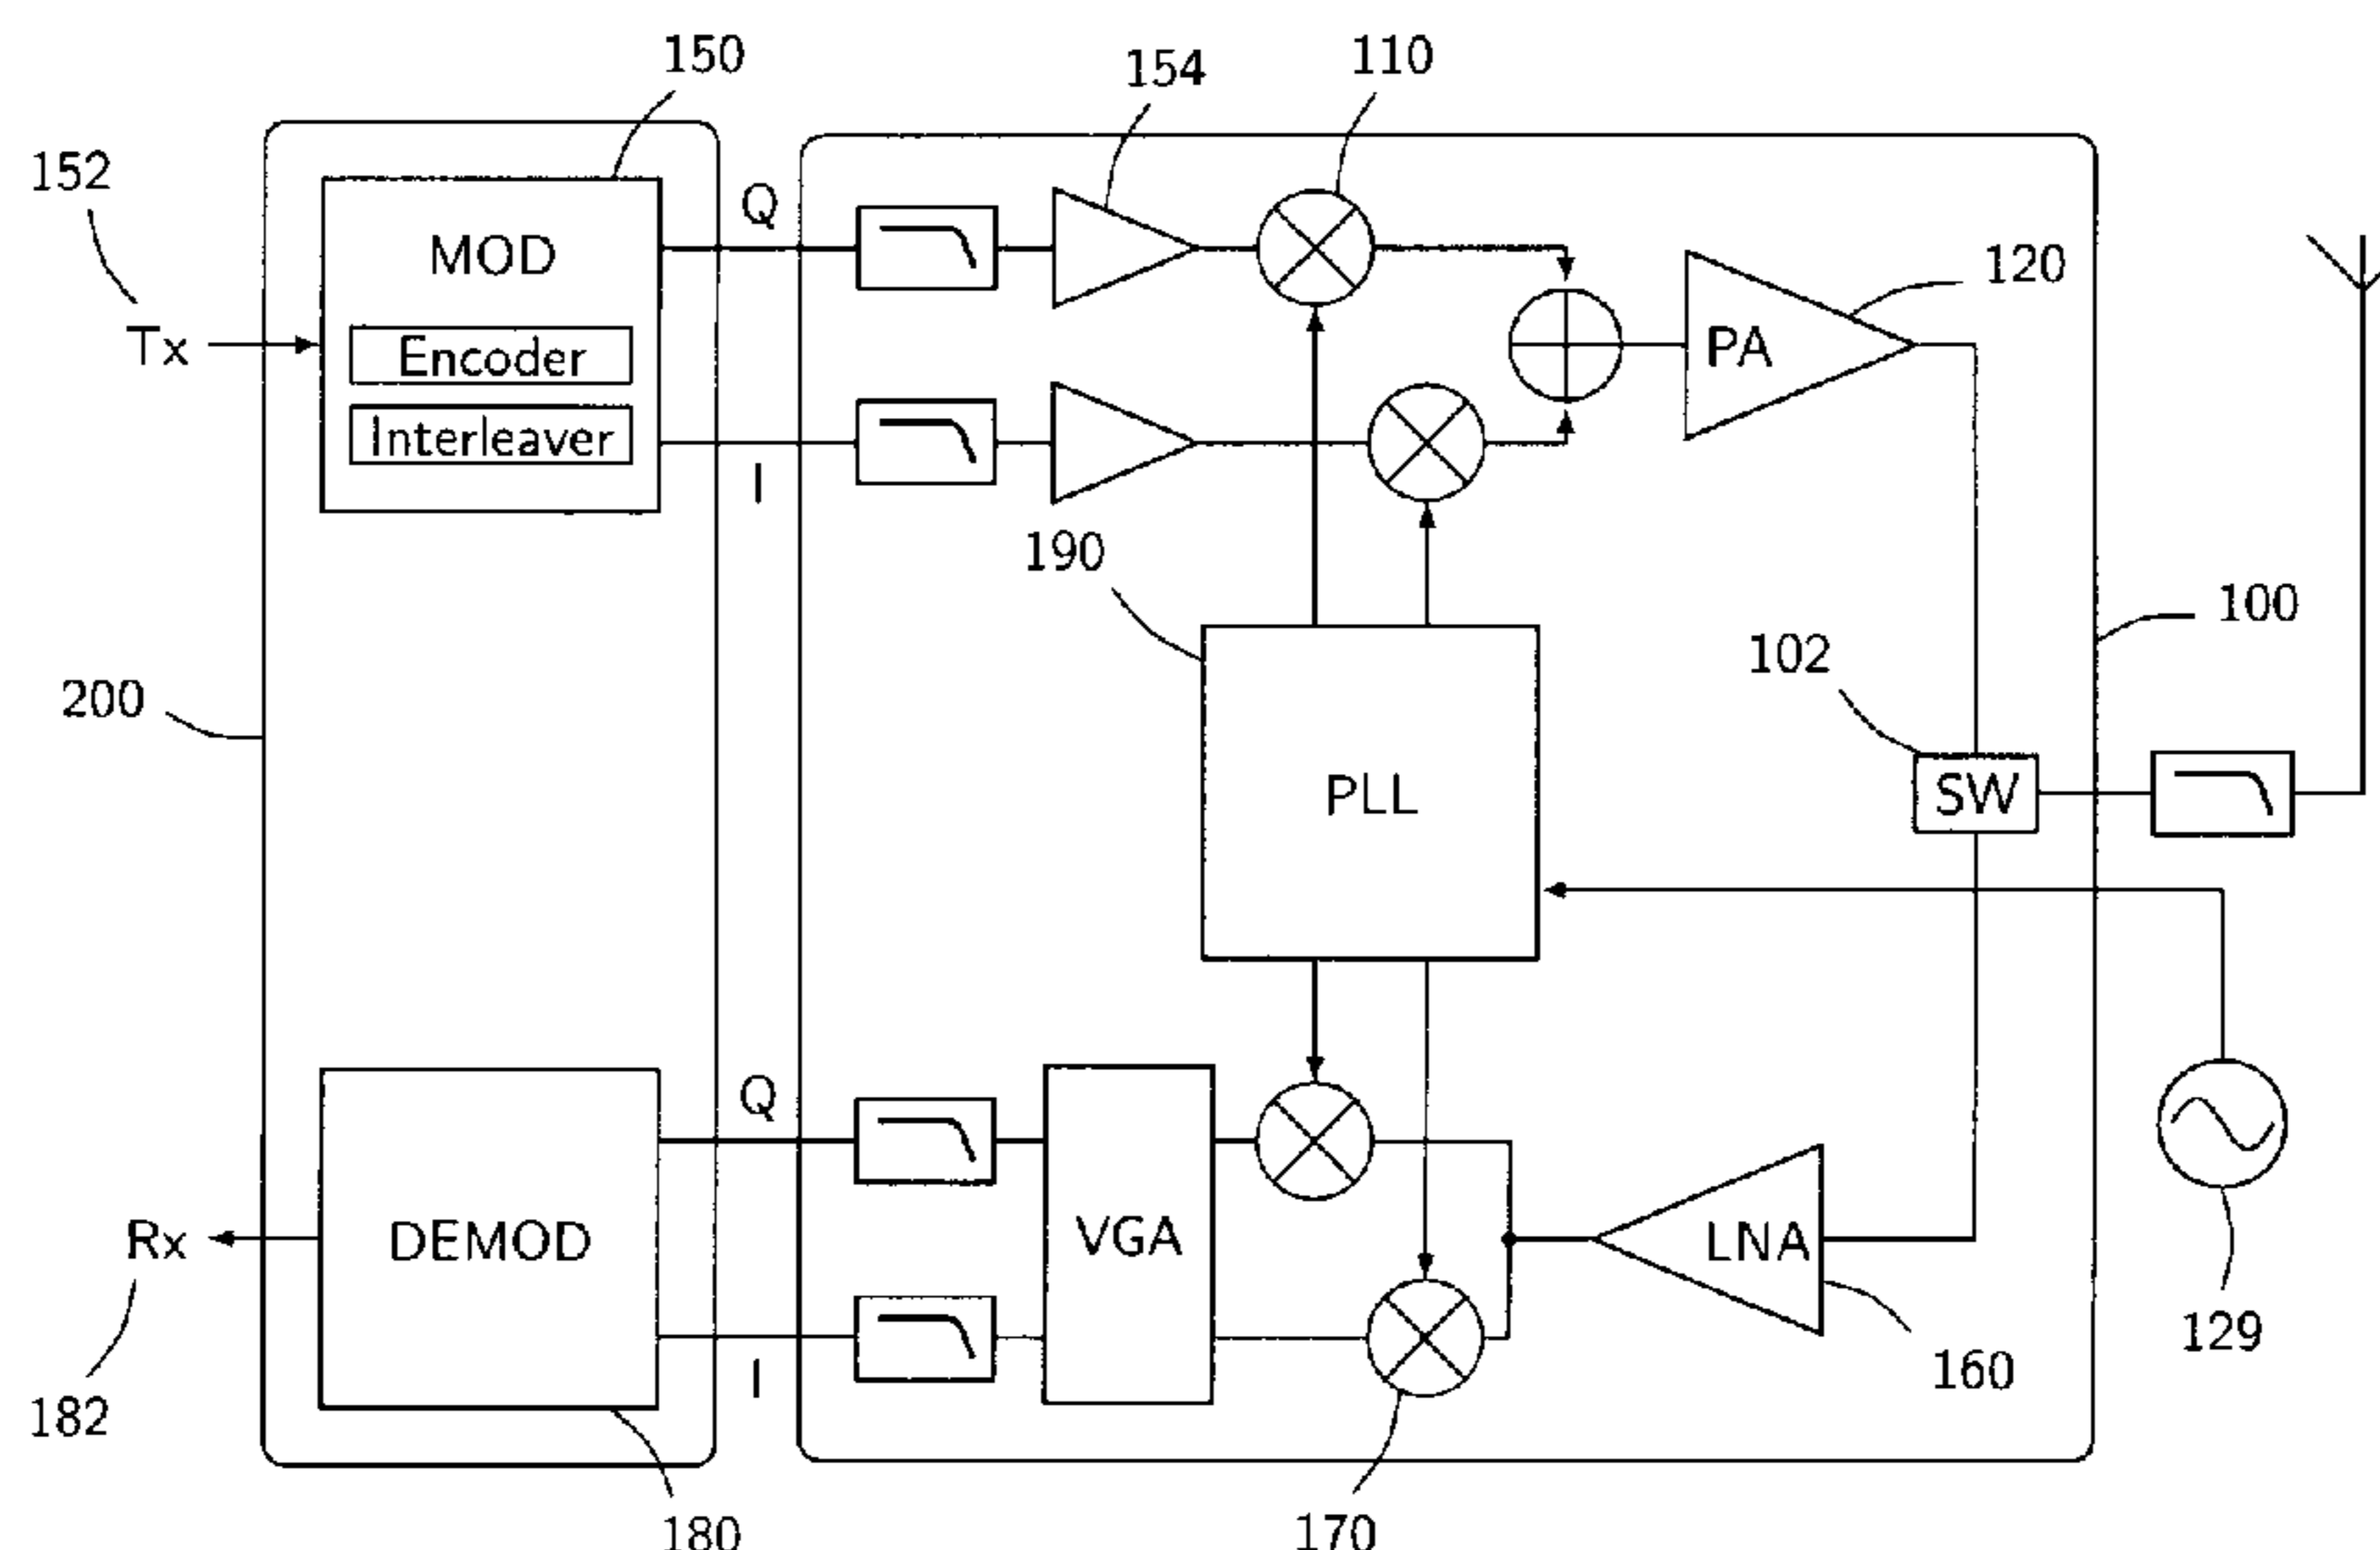 150
154
110
152
Q
MOD
120
Tx
Encoder
PA
Interleaver
I
190
100
102
200
PLL
SW
Q
Rx
DEMOD
VGA
LNA
129
I
160
182
180
170